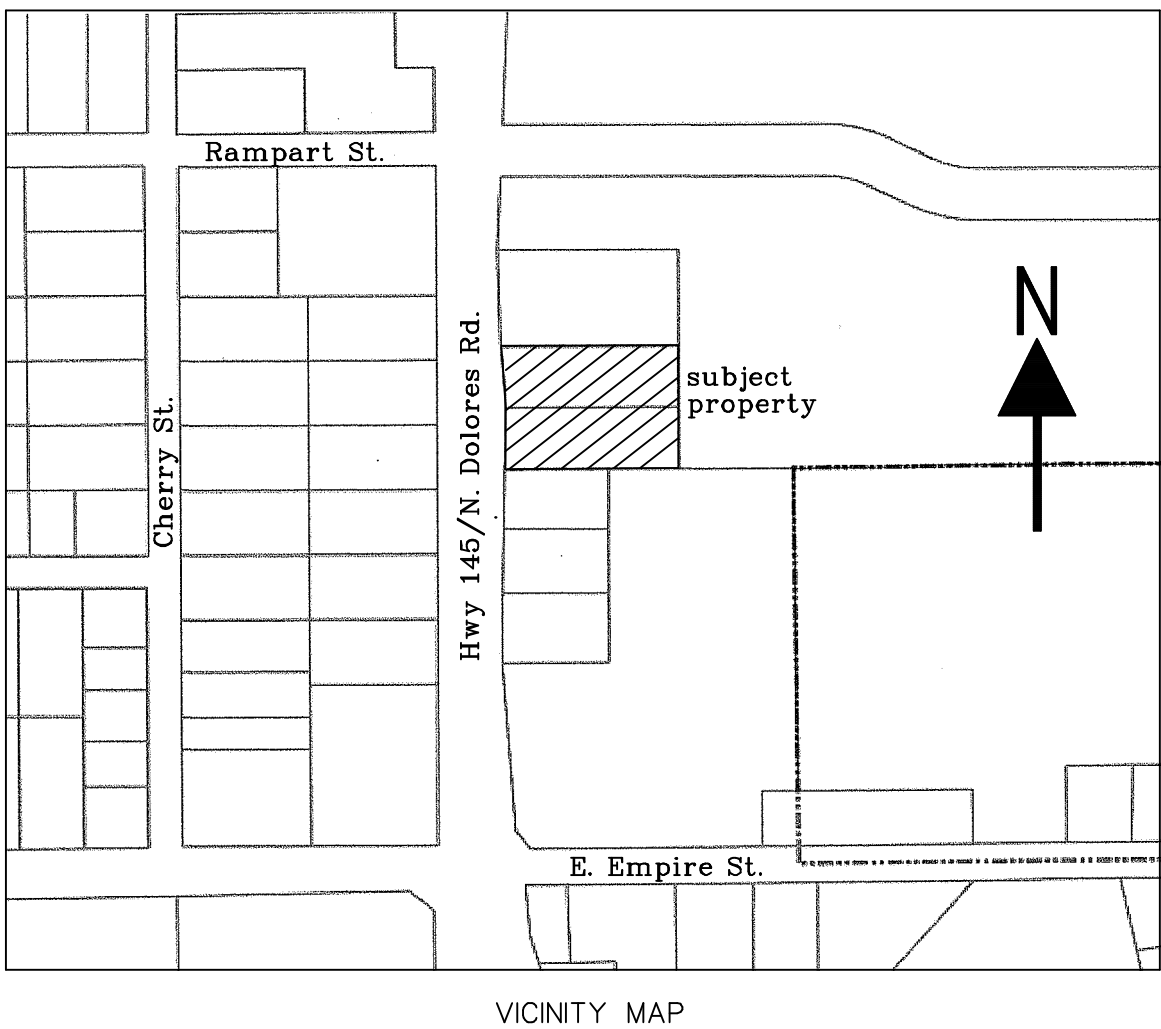 Rampart St.
N
Hwy 145/N. Dolores Rd.
subject
property
Cherry St.
E. Empire St.
VICINITY MAP